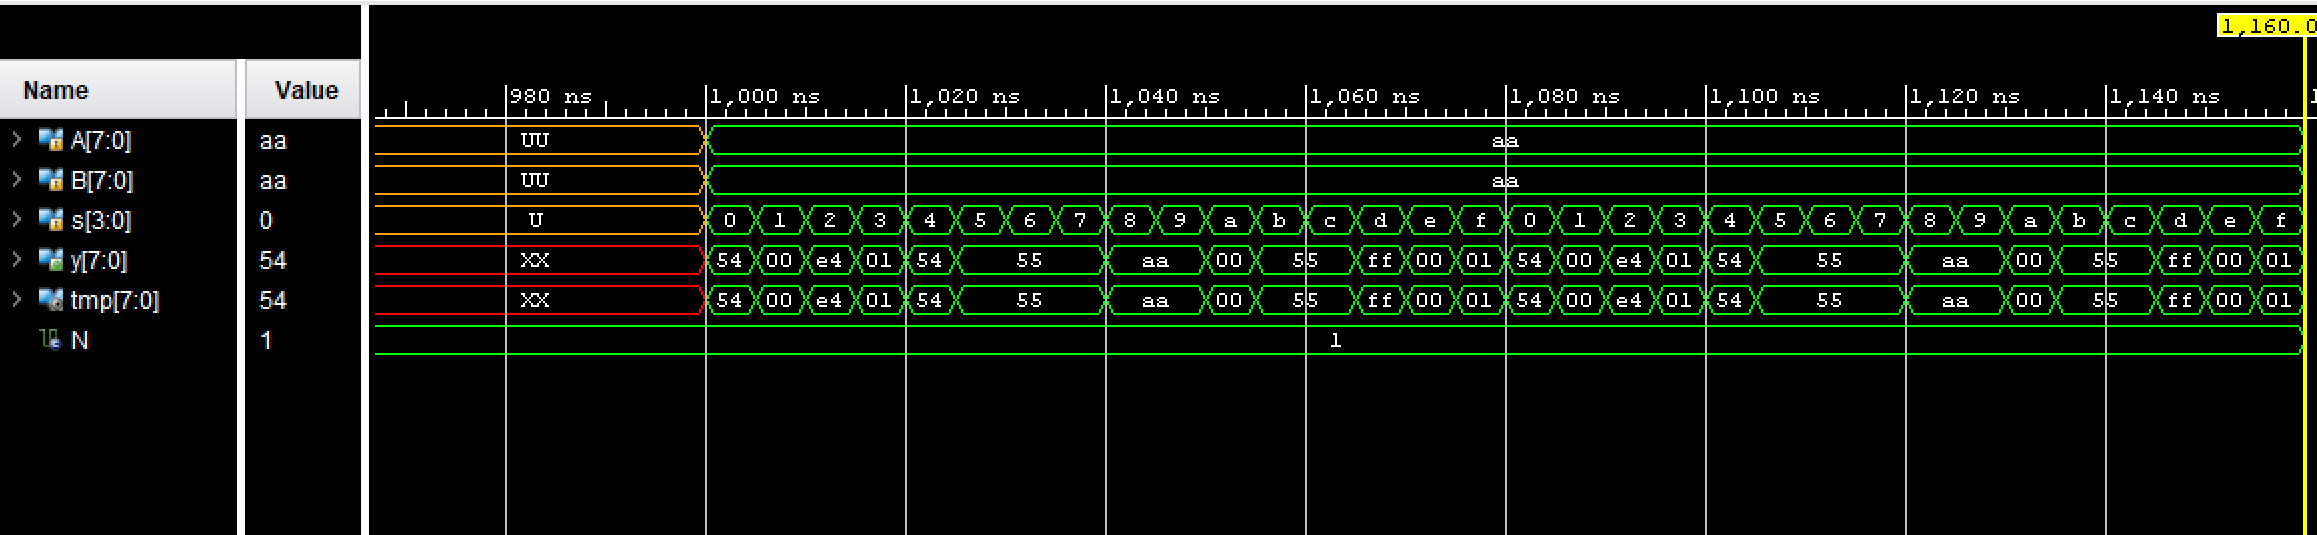 1,160.0
Name Value 980 ns 1,000 ns 1,020 ns 1,040 ns 1,060 ns 1,080 ns 1,100 ns 1,120 ns 1,140 ns
A[7:0] aa UU aa
B[7:0] aa UU aa
s[3:0] 0 U 0 1 2 3 4 5 6 7 8 9 a b c d e f 0 1 2 3 4 5 6 7 8 9 a b c d e f
y[7:0] 54 XX 54 00 e4 01 54 55 aa 00 55 ff 00 01 54 00 e4 01 54 55 aa 00 55 ff 00 01
tmp[7:0] 54 XX 54 00 e4 01 54 55 aa 00 55 ff 00 01 54 00 e4 01 54 55 aa 00 55 ff 00 01
N 1 1